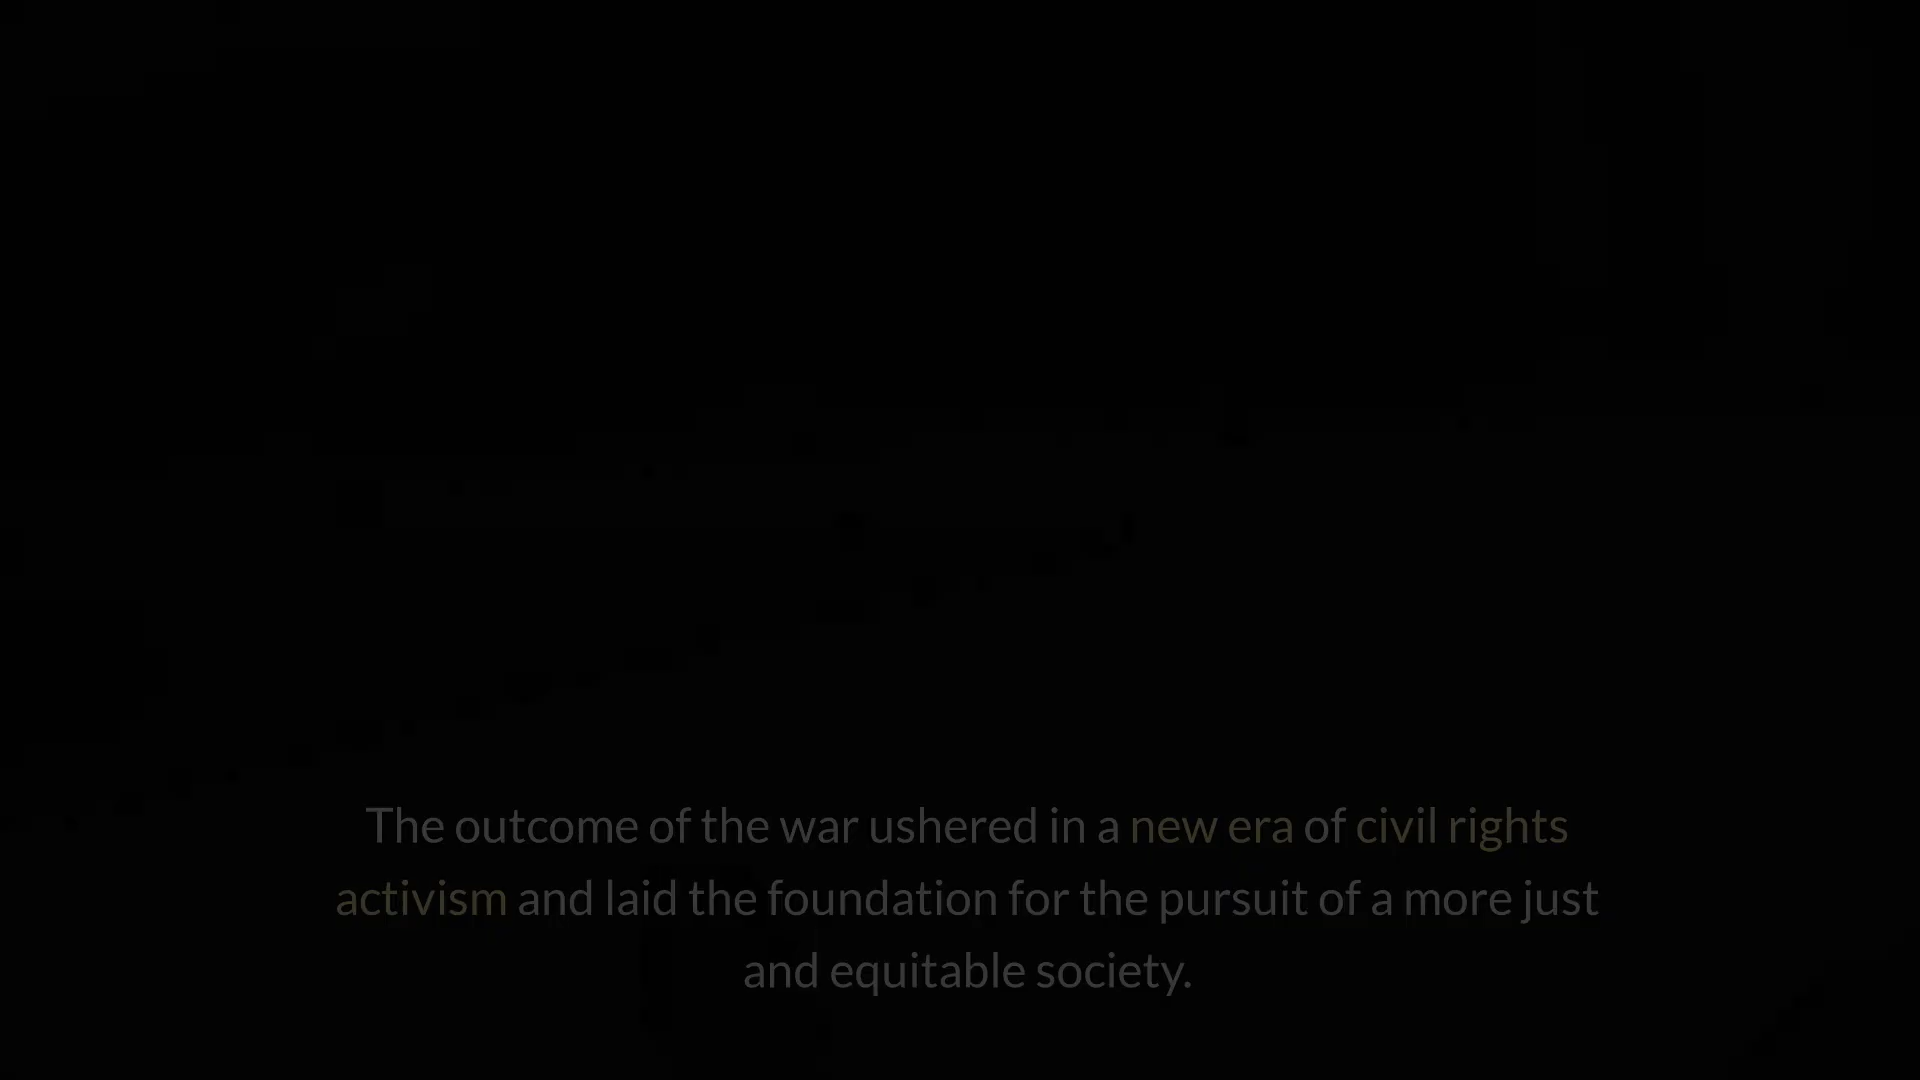 The outcome of the war ushered in a new era of civil rights
activism and laid the foundation for the pursuit of a more just
and equitable society.